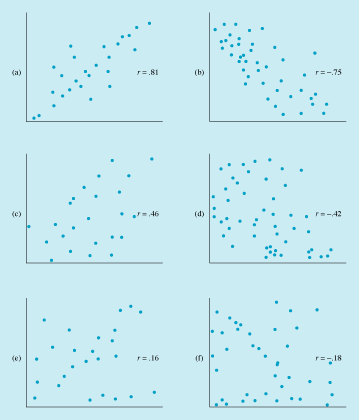 (a) r = .81
(b) r = –.75
(c) r = .46
(d) r = –.42
(e) r = .16
(f) r = –.18